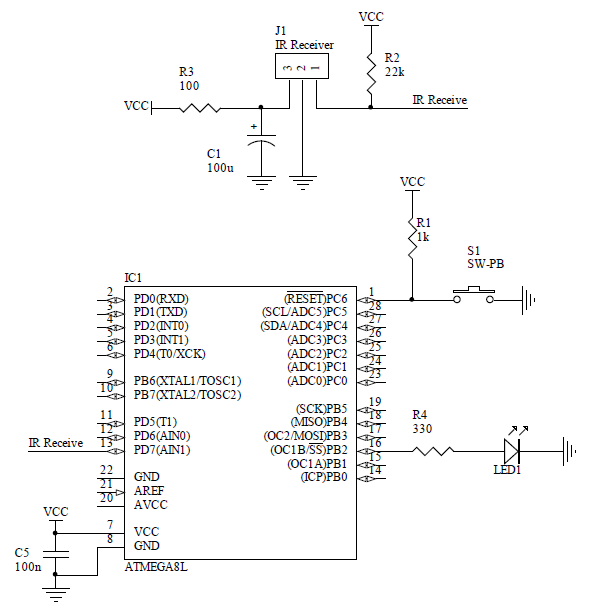 VCC
J1
IR Receiver
3 2 1
R2
22k
R3
100
VCC
IR Receive
+
C1
100u
VCC
R1
1k
S1
SW-PB
IC1
2 PD0(RXD)
3 PD1(TXD)
4 PD2(INT0)
5 PD3(INT1)
6 PD4(T0/XCK)
9 PB6(XTAL1/TOSC1)
10 PB7(XTAL2/TOSC2)
11 PD5(T1)
12 PD6(AIN0)
IR Receive 13 PD7(AIN1)
22 GND
21 AREF
20 AVCC
7 VCC
8 GND
(RESET)PC6 1
(SCL/ADC5)PC5 28
(SDA/ADC4)PC4 27
(ADC3)PC3 26
(ADC2)PC2 25
(ADC1)PC1 24
(ADC0)PC0 23
(SCK)PB5 19
(MISO)PB4 18
(OC2/MOSI)PB3 17
(OC1B/SS)PB2 16
(OC1A)PB1 15
(ICP)PB0 14
R4
330
LED1
VCC
C5
100n
ATMEGA8L